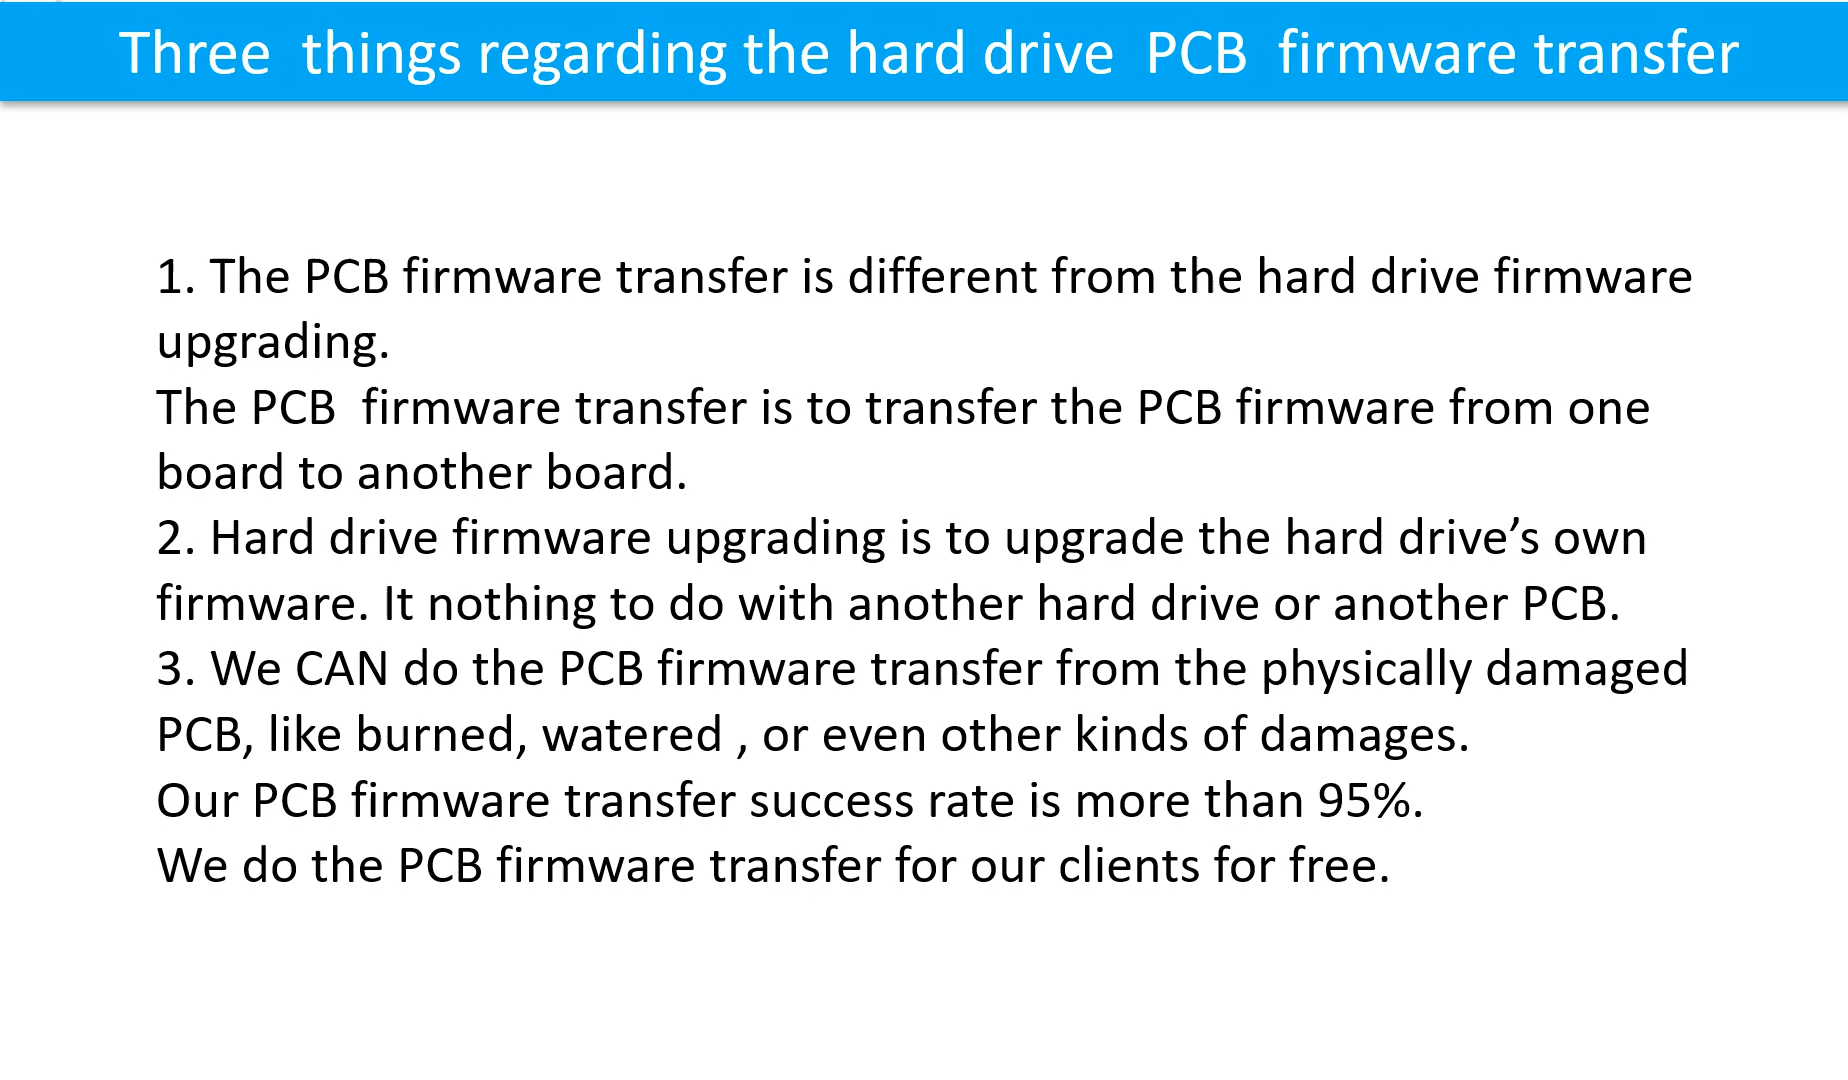 Three things regarding the hard drive PCB firmware transfer
1. The PCB firmware transfer is different from the hard drive firmware
upgrading.
The PCB firmware transfer is to transfer the PCB firmware from one
board to another board.
2. Hard drive firmware upgrading is to upgrade the hard drive’s own
firmware. It nothing to do with another hard drive or another PCB.
3. We CAN do the PCB firmware transfer from the physically damaged
PCB, like burned, watered , or even other kinds of damages.
Our PCB firmware transfer success rate is more than 95%.
We do the PCB firmware transfer for our clients for free.